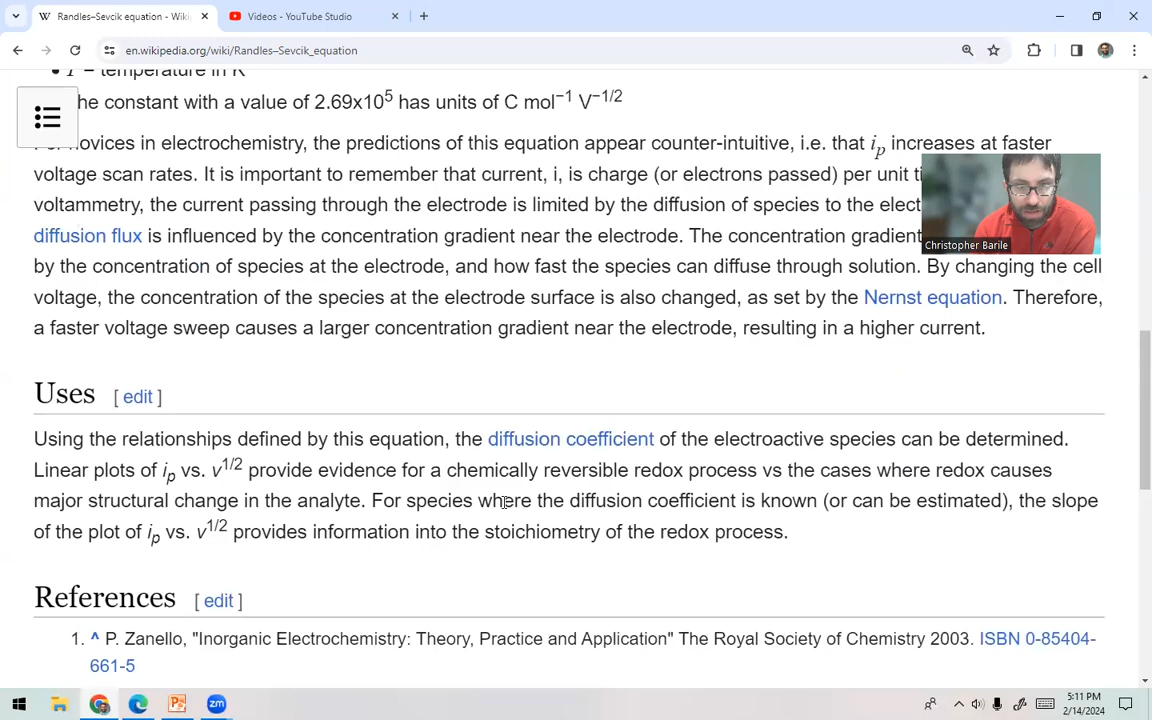 Randles–Sevcik equation - Wiki
Videos - YouTube Studio
en.wikipedia.org/wiki/Randles–Sevcik_equation
T = temperature in K
he constant with a value of 2.69x10⁵ has units of C mol⁻¹ V⁻¹/²
For novices in electrochemistry, the predictions of this equation appear counter-intuitive, i.e. that iₚ increases at faster
voltage scan rates. It is important to remember that current, i, is charge (or electrons passed) per unit ti
voltammetry, the current passing through the electrode is limited by the diffusion of species to the elect
diffusion flux is influenced by the concentration gradient near the electrode. The concentration gradient
by the concentration of species at the electrode, and how fast the species can diffuse through solution. By changing the cell
voltage, the concentration of the species at the electrode surface is also changed, as set by the Nernst equation. Therefore,
a faster voltage sweep causes a larger concentration gradient near the electrode, resulting in a higher current.
Christopher Barile
Uses [ edit ]
Using the relationships defined by this equation, the diffusion coefficient of the electroactive species can be determined.
Linear plots of iₚ vs. ν¹/² provide evidence for a chemically reversible redox process vs the cases where redox causes
major structural change in the analyte. For species where the diffusion coefficient is known (or can be estimated), the slope
of the plot of iₚ vs. ν¹/² provides information into the stoichiometry of the redox process.
References [ edit ]
1. ^ P. Zanello, "Inorganic Electrochemistry: Theory, Practice and Application" The Royal Society of Chemistry 2003. ISBN 0-85404-
661-5
5:11 PM
2/14/2024